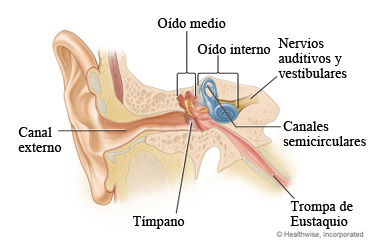 Oído medio
Oído interno
Nervios
auditivos y
vestibulares
Canal
externo
Canales
semicirculares
Tímpano
Trompa de
Eustaquio
© Healthwise, Incorporated